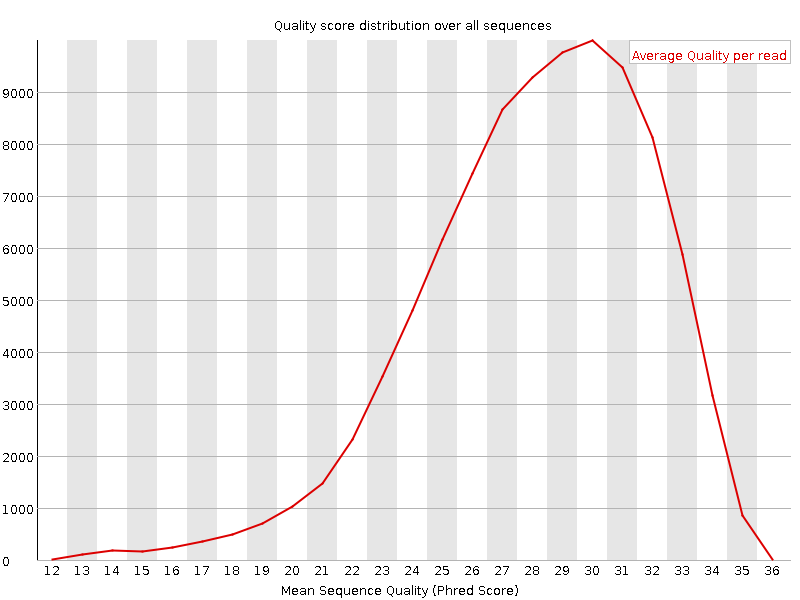 Quality score distribution over all sequences
Average Quality per read
9000
8000
7000
6000
5000
4000
3000
2000
1000
0
12 13 14 15 16 17 18 19 20 21 22 23 24 25 26 27 28 29 30 31 32 33 34 35 36
Mean Sequence Quality (Phred Score)